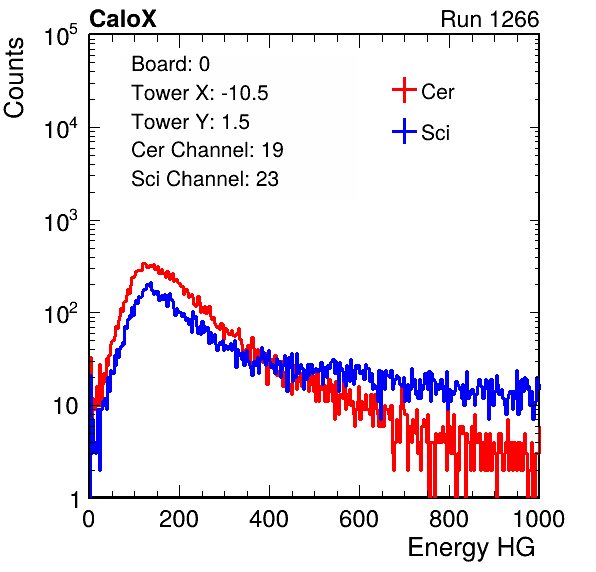 CaloX Run 1266
Counts
10^5
10^4
10^3
10^2
10
1
Board: 0
Tower X: -10.5
Tower Y: 1.5
Cer Channel: 19
Sci Channel: 23
Cer
Sci
0 200 400 600 800 1000
Energy HG